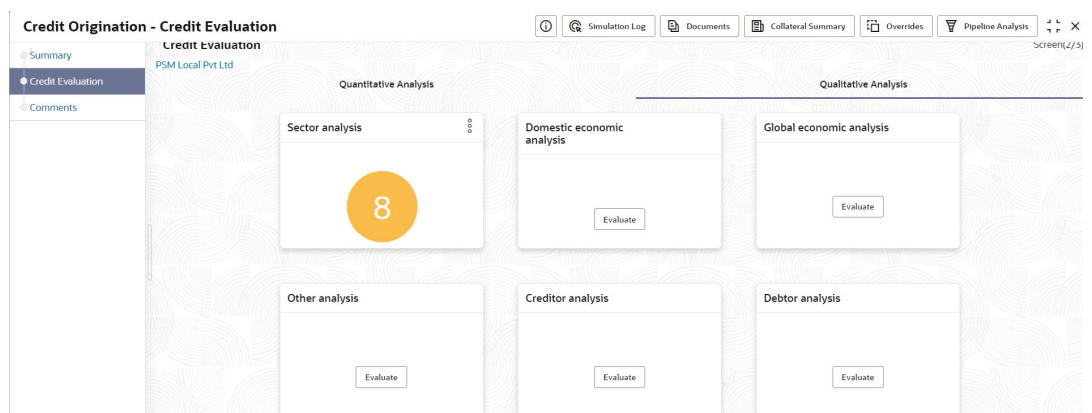 Credit Origination - Credit Evaluation
Simulation Log
Documents
Collateral Summary
Overrides
Pipeline Analysis
Summary
Credit Evaluation
Comments
Credit Evaluation
Screen(2/3)
PSM Local Pvt Ltd
Quantitative Analysis
Qualitative Analysis
Sector analysis
8
Domestic economic
analysis
Evaluate
Global economic analysis
Evaluate
Other analysis
Evaluate
Creditor analysis
Evaluate
Debtor analysis
Evaluate